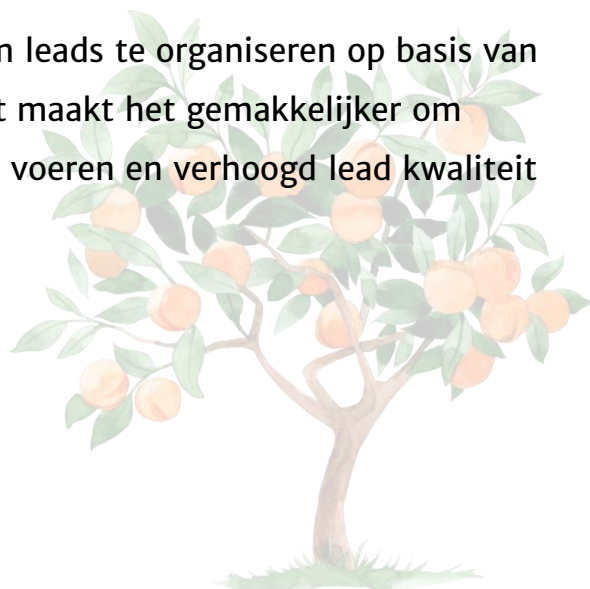 leads te organiseren op basis van
maakt het gemakkelijker om
voeren en verhoogd lead kwaliteit